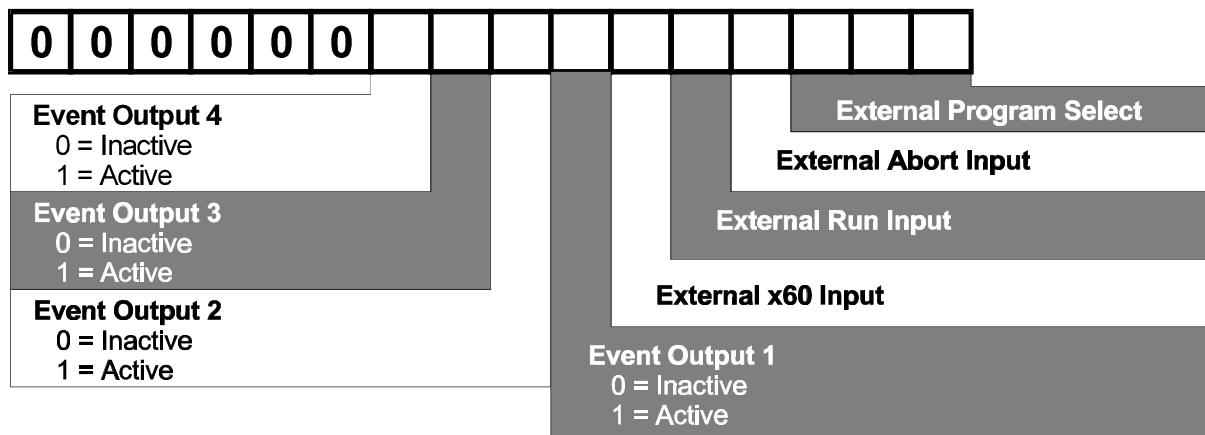 0 0 0 0 0 0
Event Output 4
0 = Inactive
1 = Active
Event Output 3
0 = Inactive
1 = Active
Event Output 2
0 = Inactive
1 = Active
External Program Select
External Abort Input
External Run Input
External x60 Input
Event Output 1
0 = Inactive
1 = Active